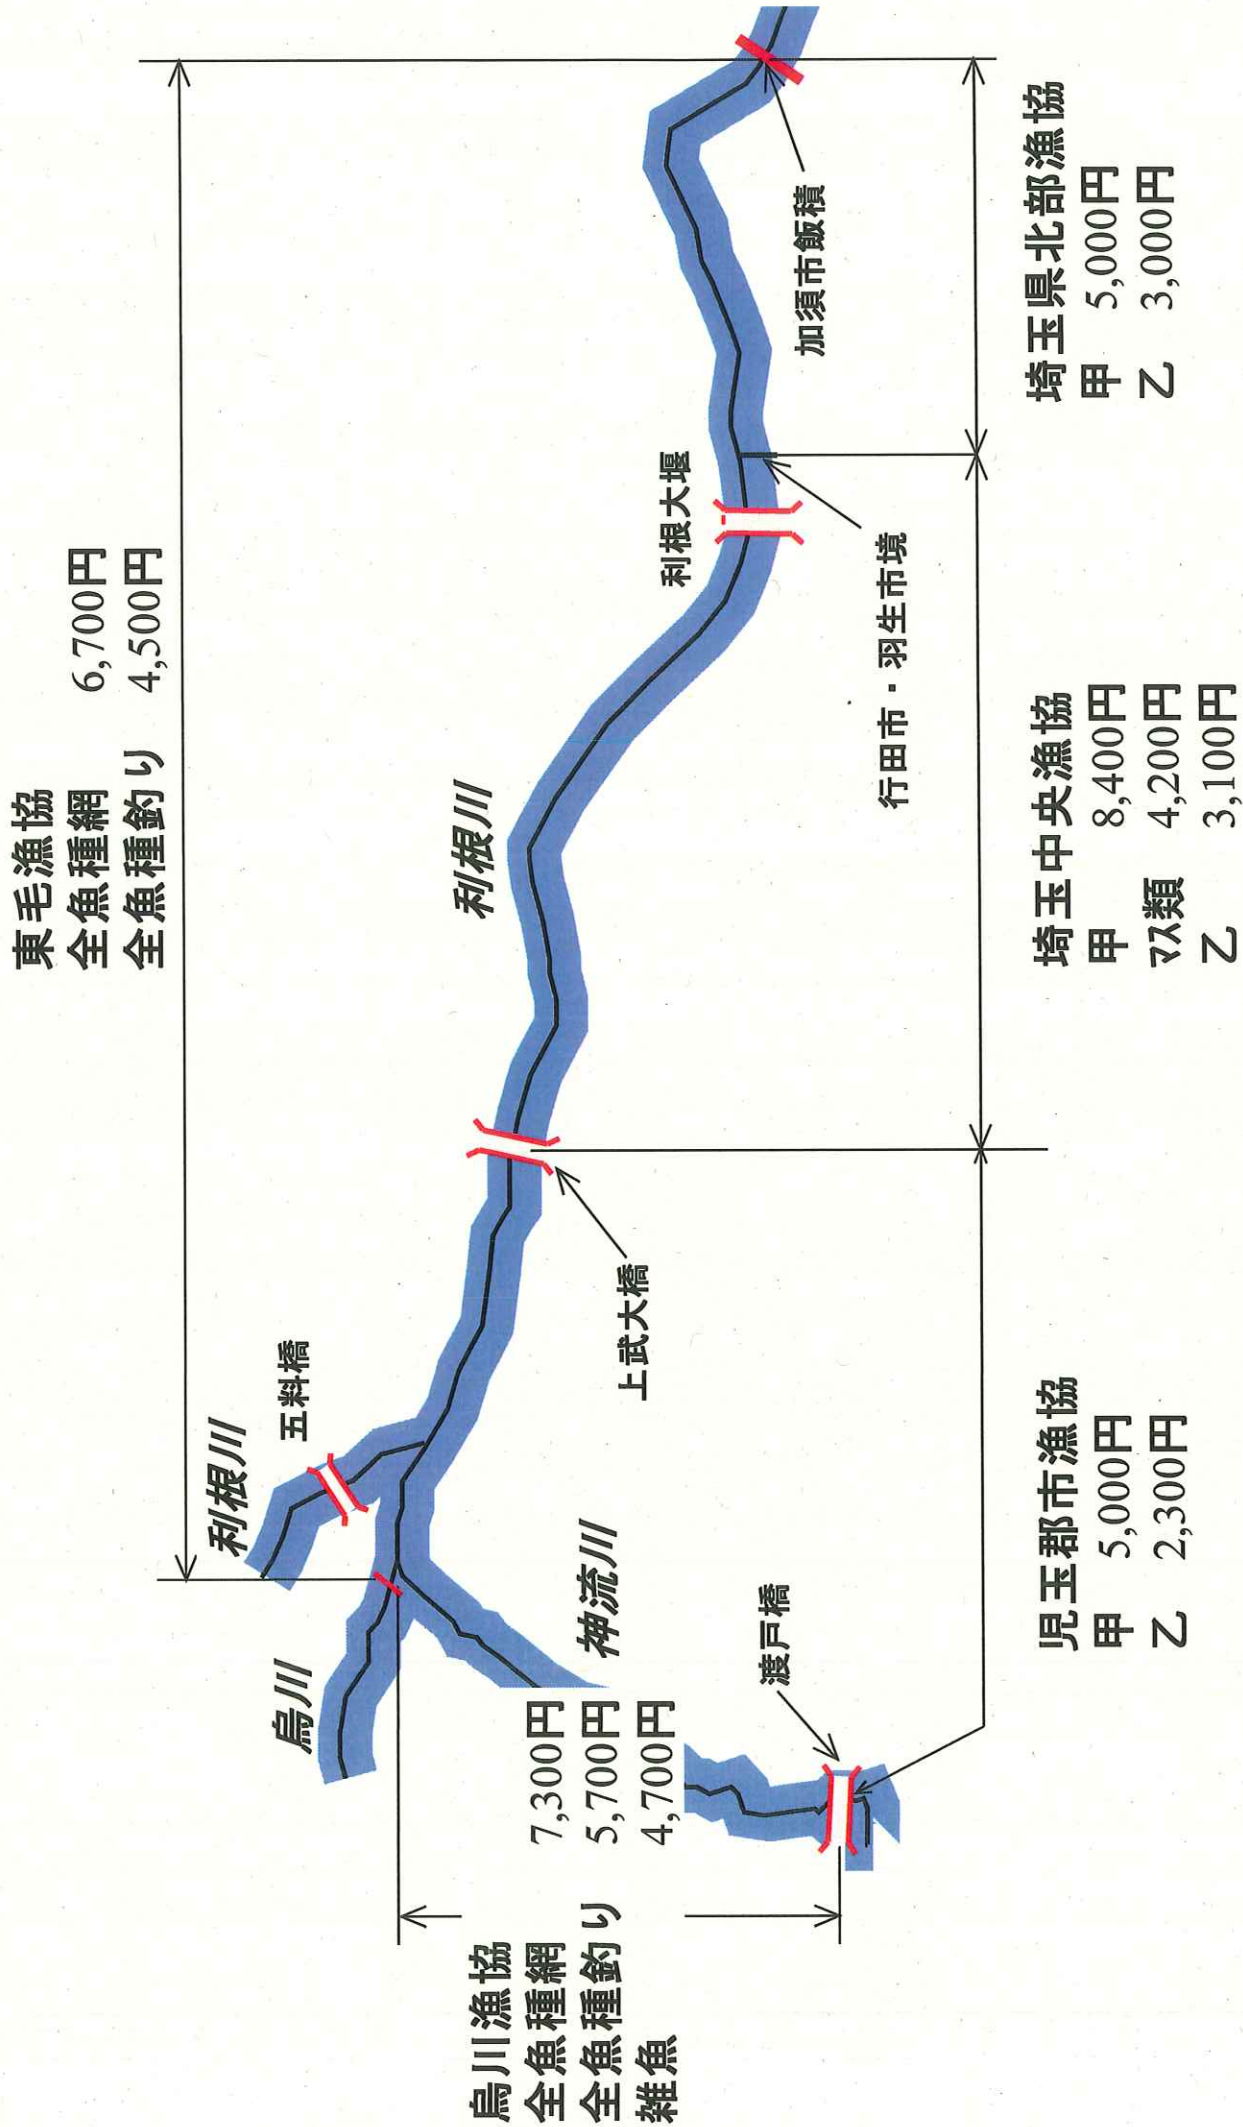 東毛漁協
全魚種網 6,700円
全魚種釣り 4,500円
利根川
五料橋
烏川
神流川
利根川
上武大橋
利根大堰
行田市・羽生市境
加須市飯積
渡戸橋
烏川漁協
全魚種網 7,300円
全魚種釣り 5,700円
雑魚 4,700円
児玉郡市漁協
甲 5,000円
乙 2,300円
埼玉中央漁協
甲 8,400円
ﾏｽ類 4,200円
乙 3,100円
埼玉県北部漁協
甲 5,000円
乙 3,000円